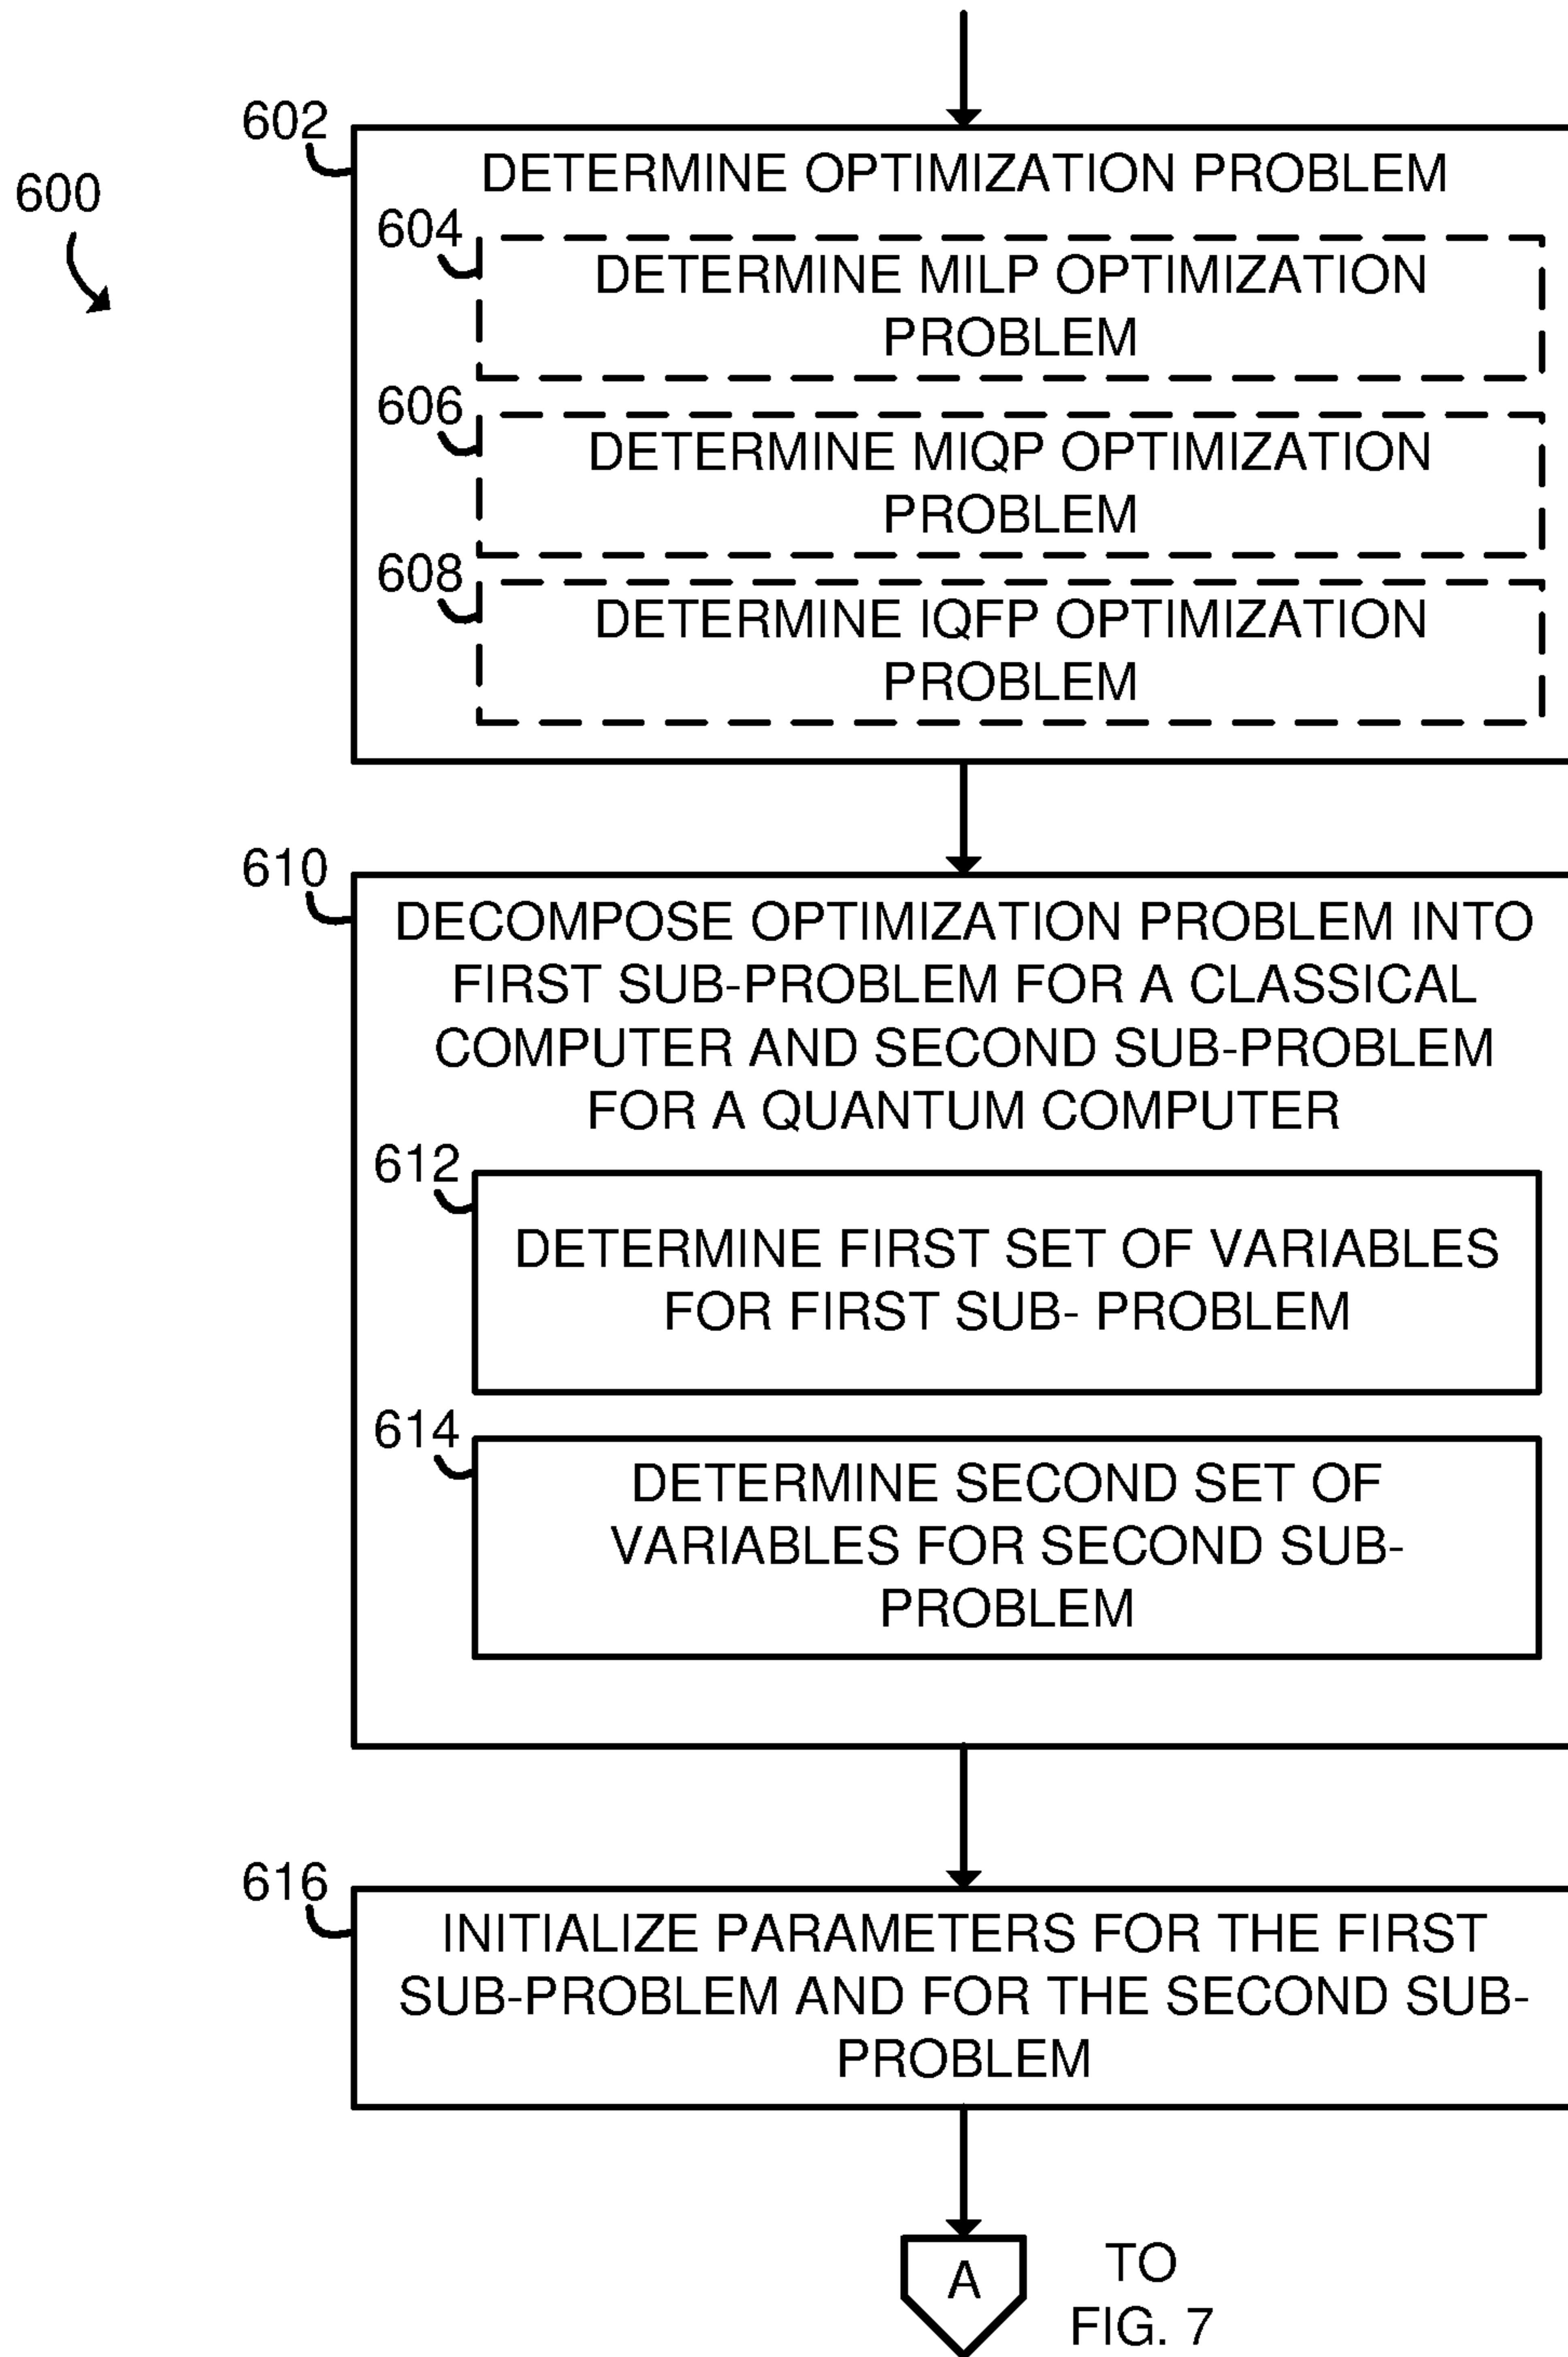 602
DETERMINE OPTIMIZATION PROBLEM
600
604
DETERMINE MILP OPTIMIZATION
PROBLEM
606
DETERMINE MIQP OPTIMIZATION
PROBLEM
608
DETERMINE IQFP OPTIMIZATION
PROBLEM
610
DECOMPOSE OPTIMIZATION PROBLEM INTO
FIRST SUB-PROBLEM FOR A CLASSICAL
COMPUTER AND SECOND SUB-PROBLEM
FOR A QUANTUM COMPUTER
612
DETERMINE FIRST SET OF VARIABLES
FOR FIRST SUB- PROBLEM
614
DETERMINE SECOND SET OF
VARIABLES FOR SECOND SUB-
PROBLEM
616
INITIALIZE PARAMETERS FOR THE FIRST
SUB-PROBLEM AND FOR THE SECOND SUB-
PROBLEM
A
TO
FIG. 7